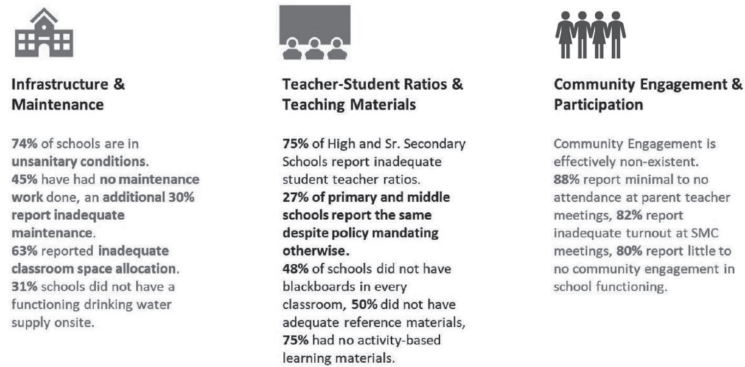 Infrastructure &
Maintenance
74% of schools are in
unsanitary conditions.
45% have had no maintenance
work done, an additional 30%
report inadequate
maintenance.
63% reported inadequate
classroom space allocation.
31% schools did not have a
functioning drinking water
supply onsite.
Teacher-Student Ratios &
Teaching Materials
75% of High and Sr. Secondary
Schools report inadequate
student teacher ratios.
27% of primary and middle
schools report the same
despite policy mandating
otherwise.
48% of schools did not have
blackboards in every
classroom, 50% did not have
adequate reference materials,
75% had no activity-based
learning materials.
Community Engagement &
Participation
Community Engagement is
effectively non-existent.
88% report minimal to no
attendance at parent teacher
meetings, 82% report
inadequate turnout at SMC
meetings, 80% report little to
no community engagement in
school functioning.